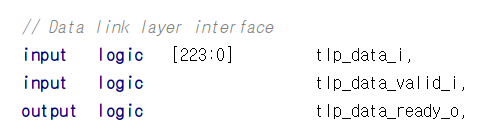 // Data link layer interface
input logic [223:0] tlp_data_i,
input logic tlp_data_valid_i,
output logic tlp_data_ready_o,